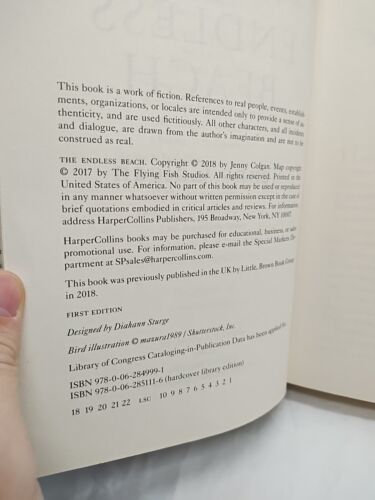 ENDLESS
This book is a work of fiction. References to real people, events, establish-
ments, organizations, or locales are intended only to provide a sense of au-
thenticity, and are used fictitiously. All other characters, and all incidents
and dialogue, are drawn from the author's imagination and are not to be
construed as real.
THE ENDLESS BEACH. Copyright © 2018 by Jenny Colgan. Map copyright
© 2017 by The Flying Fish Studios. All rights reserved. Printed in the
United States of America. No part of this book may be used or reproduced
in any manner whatsoever without written permission except in the case of
brief quotations embodied in critical articles and reviews. For information,
address HarperCollins Publishers, 195 Broadway, New York, NY 10007.
HarperCollins books may be purchased for educational, business, or sales
promotional use. For information, please e-mail the Special Markets De-
partment at SPsales@harpercollins.com.
This book was previously published in the UK by Little, Brown Book Group
in 2018.
FIRST EDITION
Designed by Diahann Sturge
Bird illustration © mazura1989 / Shutterstock, Inc.
Library of Congress Cataloging-in-Publication Data has been applied for.
ISBN 978-0-06-284999-1
ISBN 978-0-06-285111-6 (hardcover library edition)
18 19 20 21 22 LSC 10 9 8 7 6 5 4 3 2 1